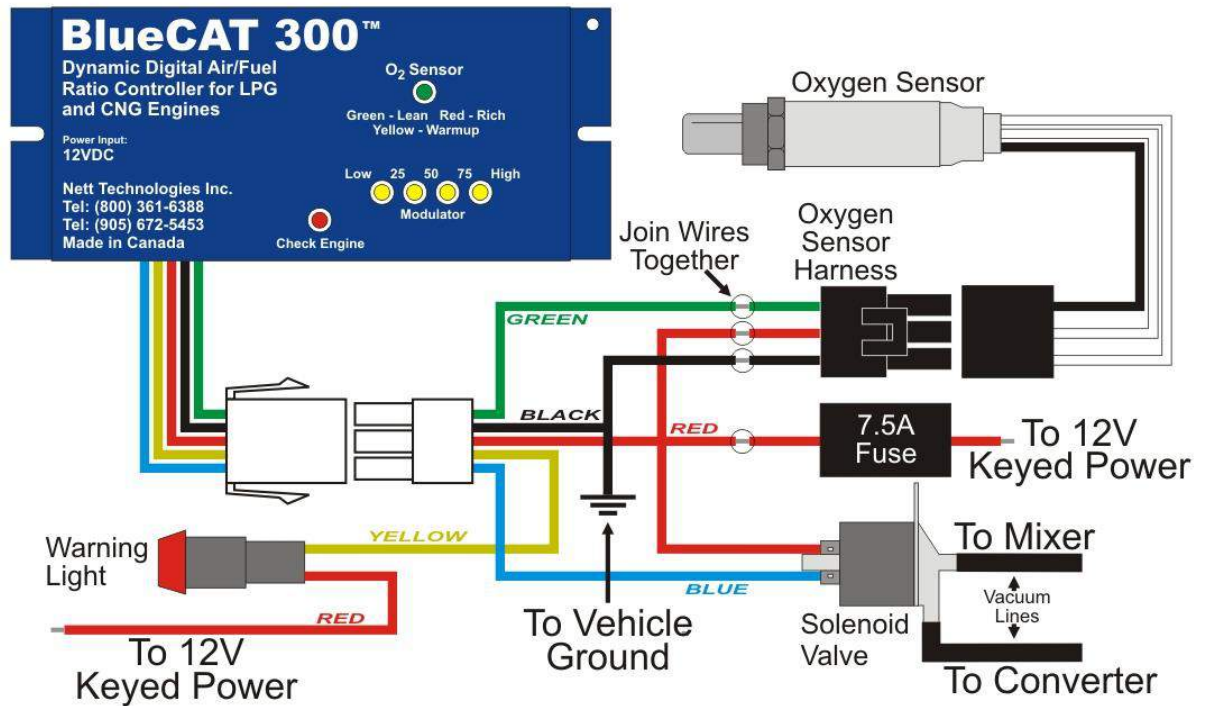 BlueCAT 300™
Dynamic Digital Air/Fuel
Ratio Controller for LPG
and CNG Engines
Power Input:
12VDC
Nett Technologies Inc.
Tel: (800) 361-6388
Tel: (905) 672-5453
Made in Canada
O2 Sensor
Green - Lean Red - Rich
Yellow - Warmup
Low 25 50 75 High
Modulator
Check Engine
Oxygen Sensor
Join Wires
Together
Oxygen
Sensor
Harness
GREEN
BLACK
RED
7.5A
Fuse
To 12V
Keyed Power
Warning
Light
YELLOW
RED
To 12V
Keyed Power
BLUE
To Vehicle
Ground
Solenoid
Valve
To Mixer
Vacuum
Lines
To Converter